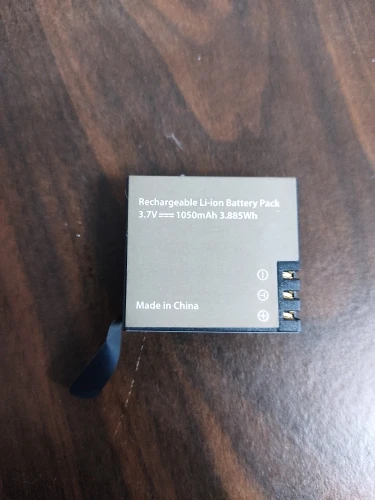 Rechargeable Li-ion Battery Pack
3.7V⎓1050mAh 3.885Wh
Made in China